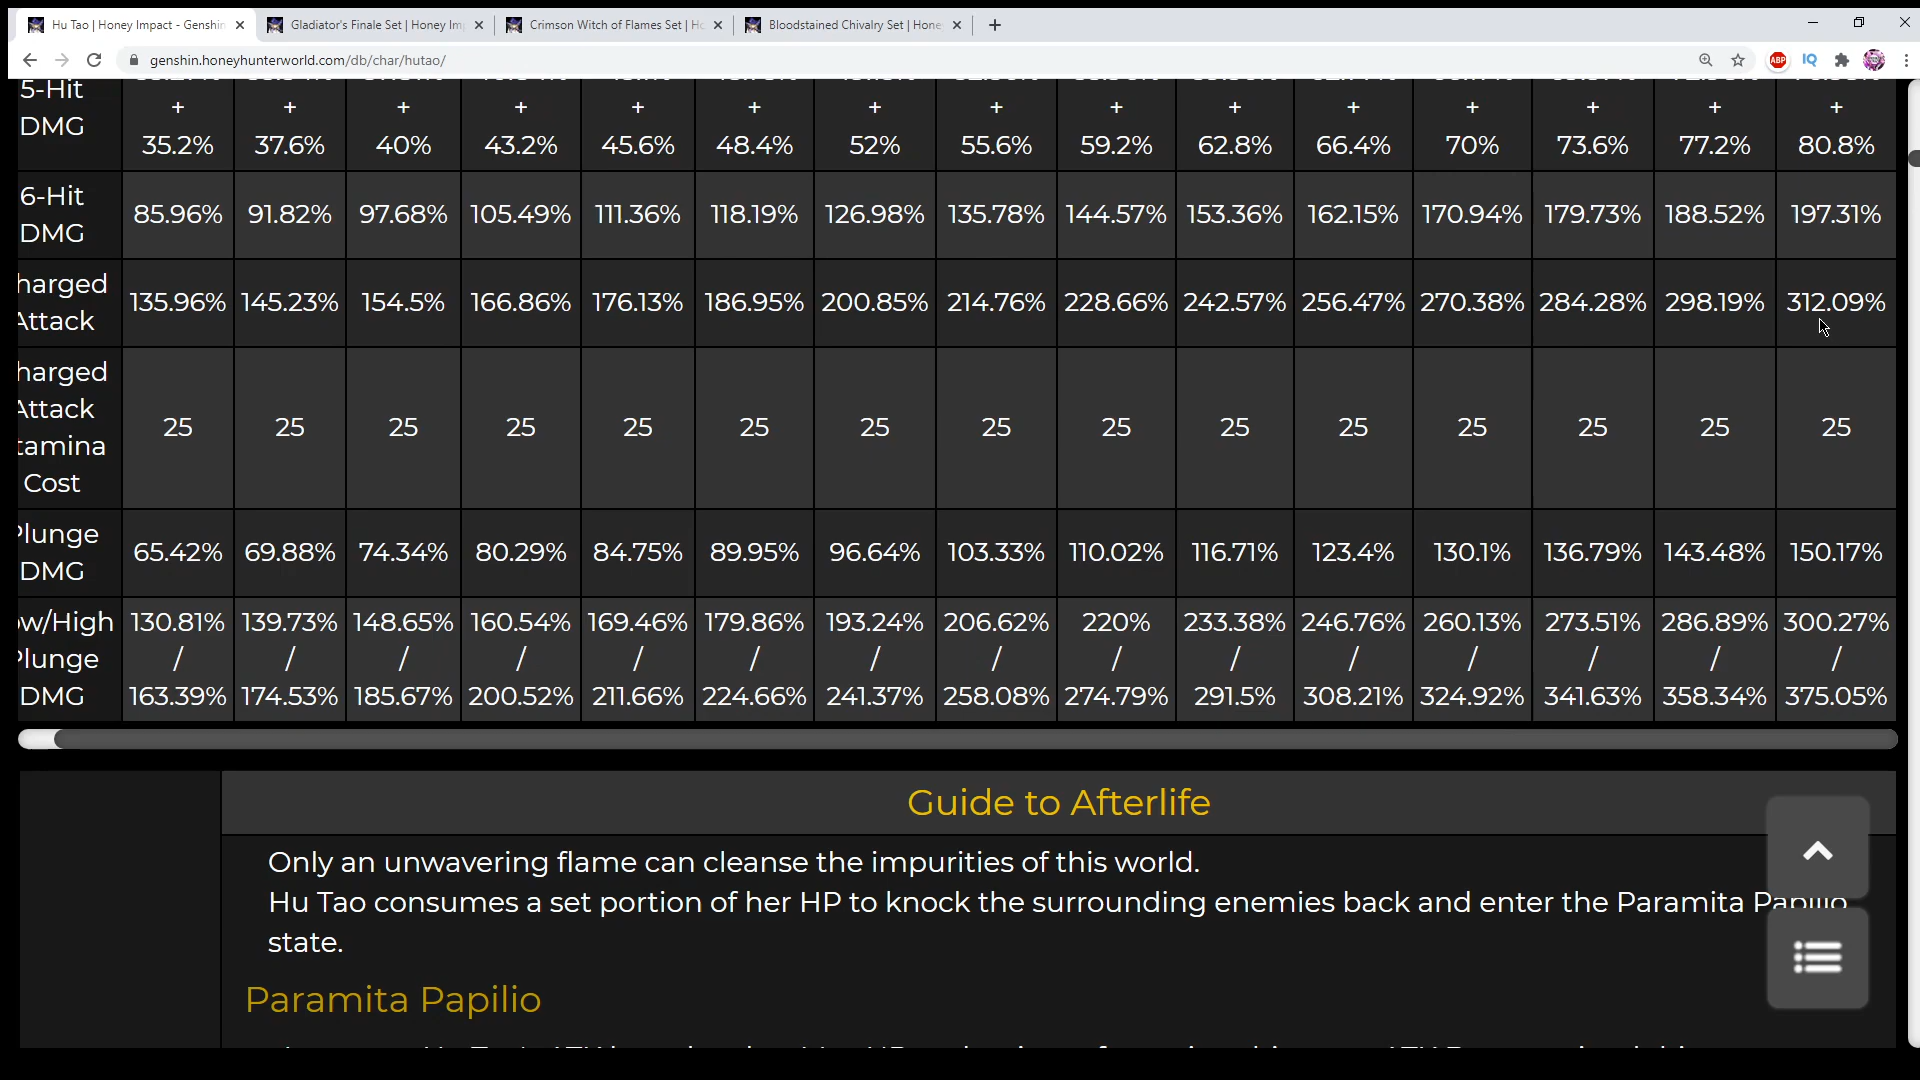 Hu Tao | Honey Impact - Genshin
Gladiator's Finale Set | Honey Im
Crimson Witch of Flames Set | Ho
Bloodstained Chivalry Set | Hone
genshin.honeyhunterworld.com/db/char/hutao/
ABP
IQ
5-Hit
DMG
+ + + + + + + + + + + + + + +
35.2% 37.6% 40% 43.2% 45.6% 48.4% 52% 55.6% 59.2% 62.8% 66.4% 70% 73.6% 77.2% 80.8%
6-Hit
DMG
85.96% 91.82% 97.68% 105.49% 111.36% 118.19% 126.98% 135.78% 144.57% 153.36% 162.15% 170.94% 179.73% 188.52% 197.31%
harged
Attack
135.96% 145.23% 154.5% 166.86% 176.13% 186.95% 200.85% 214.76% 228.66% 242.57% 256.47% 270.38% 284.28% 298.19% 312.09%
harged
Attack
tamina
Cost
25 25 25 25 25 25 25 25 25 25 25 25 25 25 25
Plunge
DMG
65.42% 69.88% 74.34% 80.29% 84.75% 89.95% 96.64% 103.33% 110.02% 116.71% 123.4% 130.1% 136.79% 143.48% 150.17%
ow/High
Plunge
DMG
130.81% 139.73% 148.65% 160.54% 169.46% 179.86% 193.24% 206.62% 220% 233.38% 246.76% 260.13% 273.51% 286.89% 300.27%
/ / / / / / / / / / / / / / /
163.39% 174.53% 185.67% 200.52% 211.66% 224.66% 241.37% 258.08% 274.79% 291.5% 308.21% 324.92% 341.63% 358.34% 375.05%
Guide to Afterlife
Only an unwavering flame can cleanse the impurities of this world.
Hu Tao consumes a set portion of her HP to knock the surrounding enemies back and enter the Paramita Papilio
state.
Paramita Papilio